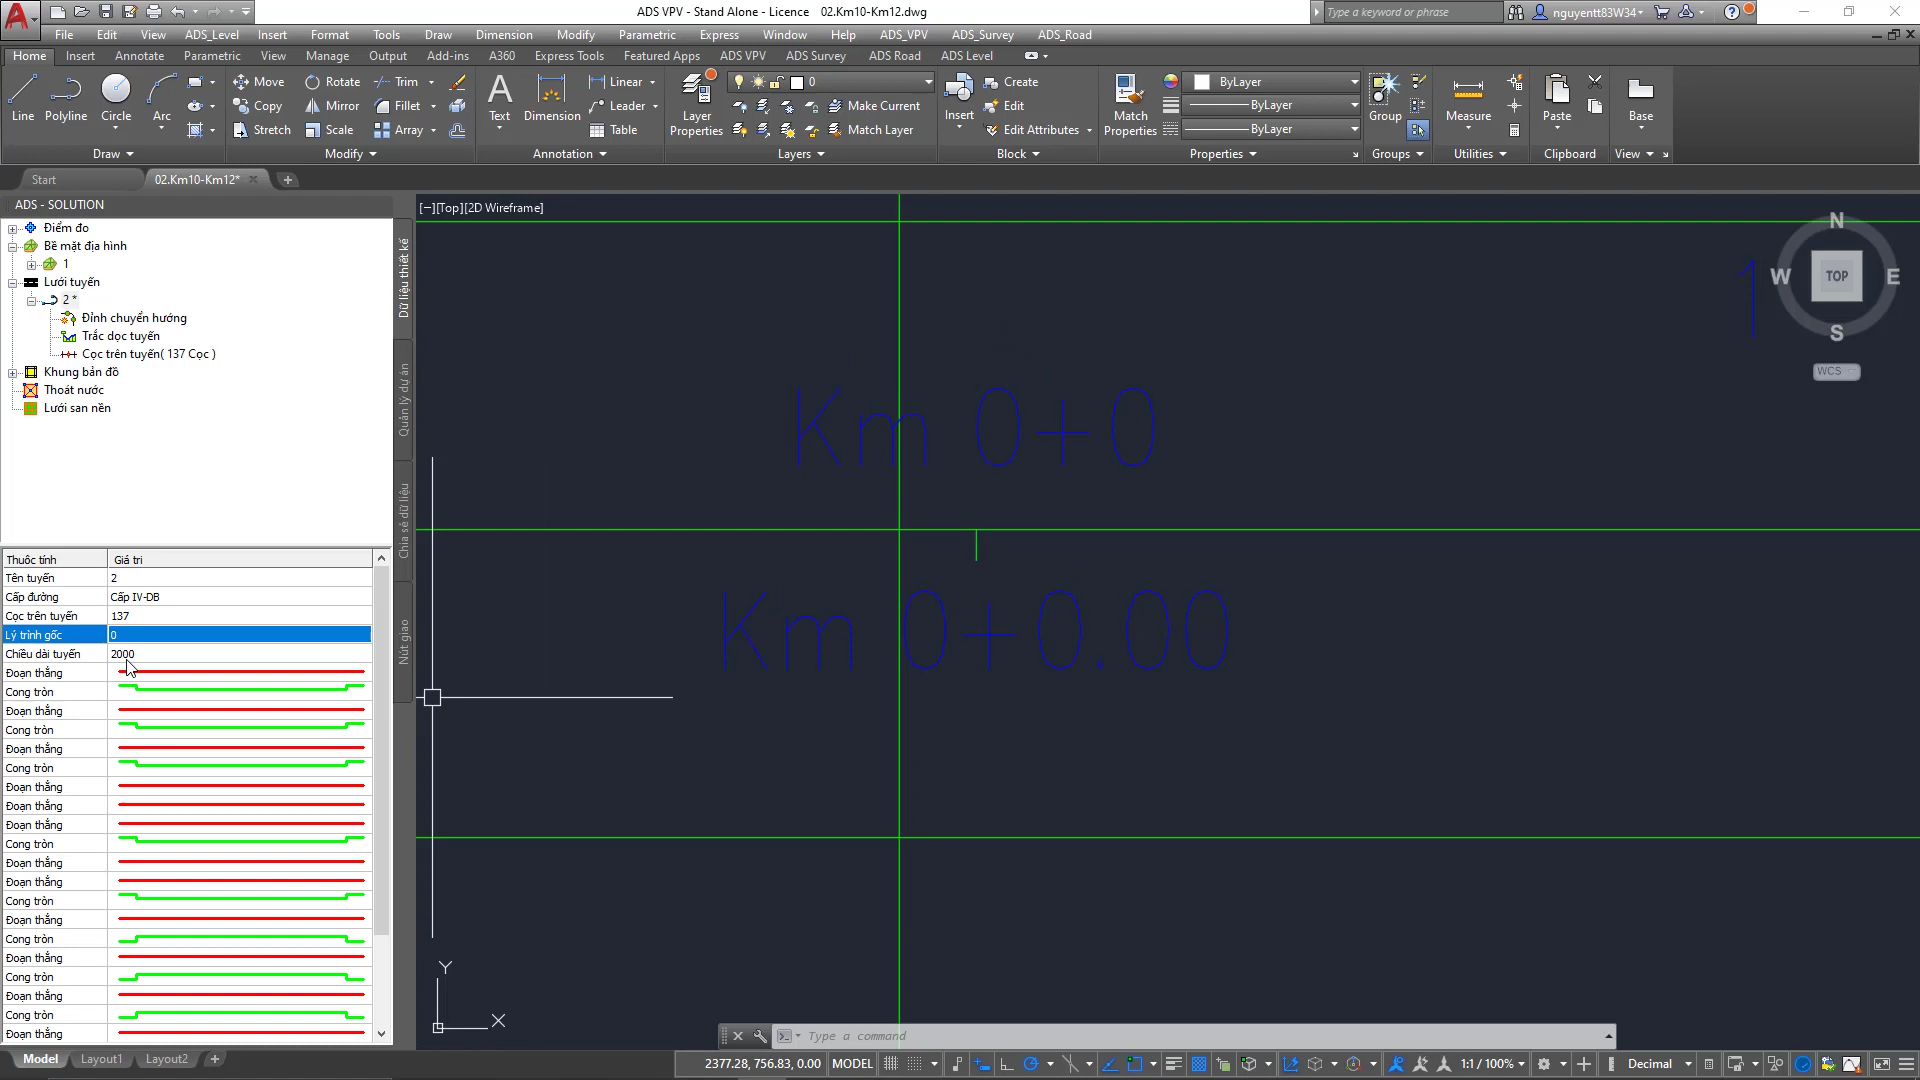 ADS VPV - Stand Alone - Licence 02.Km10-Km12.dwg
Type a keyword or phrase
nguyentt83W34
File Edit View ADS_Level Insert Format Tools Draw Dimension Modify Parametric Express Window Help ADS_VPV ADS_Survey ADS_Road
Home Insert Annotate Parametric View Manage Output Add-ins A360 Express Tools Featured Apps ADS VPV ADS Survey ADS Road ADS Level
Line Polyline Circle Arc
Move Rotate Trim
Copy Mirror Fillet
Stretch Scale Array
Text Dimension
Linear
Leader
Table
Layer Properties
0
Make Current
Match Layer
Insert
Create
Edit
Edit Attributes
Match Properties
ByLayer
ByLayer
ByLayer
Group
Measure
Paste
Base
Draw Modify Annotation Layers Block Properties Groups Utilities Clipboard View
Start
02.Km10-Km12*
ADS - SOLUTION
Điểm đo
Bề mặt địa hình
1
Lưới tuyến
2 *
Đỉnh chuyển hướng
Trắc dọc tuyến
Cọc trên tuyến( 137 Cọc )
Khung bản đồ
Thoát nước
Lưới san nền
Dữ liệu thiết kế
Quản lý dự án
Chia sẻ dữ liệu
Nút giao
Thuộc tính Giá trị
Tên tuyến 2
Cấp đường Cấp IV-DB
Cọc trên tuyến 137
Lý trình gốc 0
Chiều dài tuyến 2000
Đoạn thẳng
Cong tròn
Đoạn thẳng
Cong tròn
Đoạn thẳng
Cong tròn
Đoạn thẳng
Đoạn thẳng
Đoạn thẳng
Cong tròn
Đoạn thẳng
Đoạn thẳng
Cong tròn
Đoạn thẳng
Cong tròn
Đoạn thẳng
Cong tròn
Đoạn thẳng
Cong tròn
Đoạn thẳng
[−][Top][2D Wireframe]
Km 0+0
Km 0+0.00
1
N
W TOP E
S
WCS
Y
X
Type a command
Model Layout1 Layout2
2377.28, 756.83, 0.00 MODEL
1:1 / 100%
Decimal